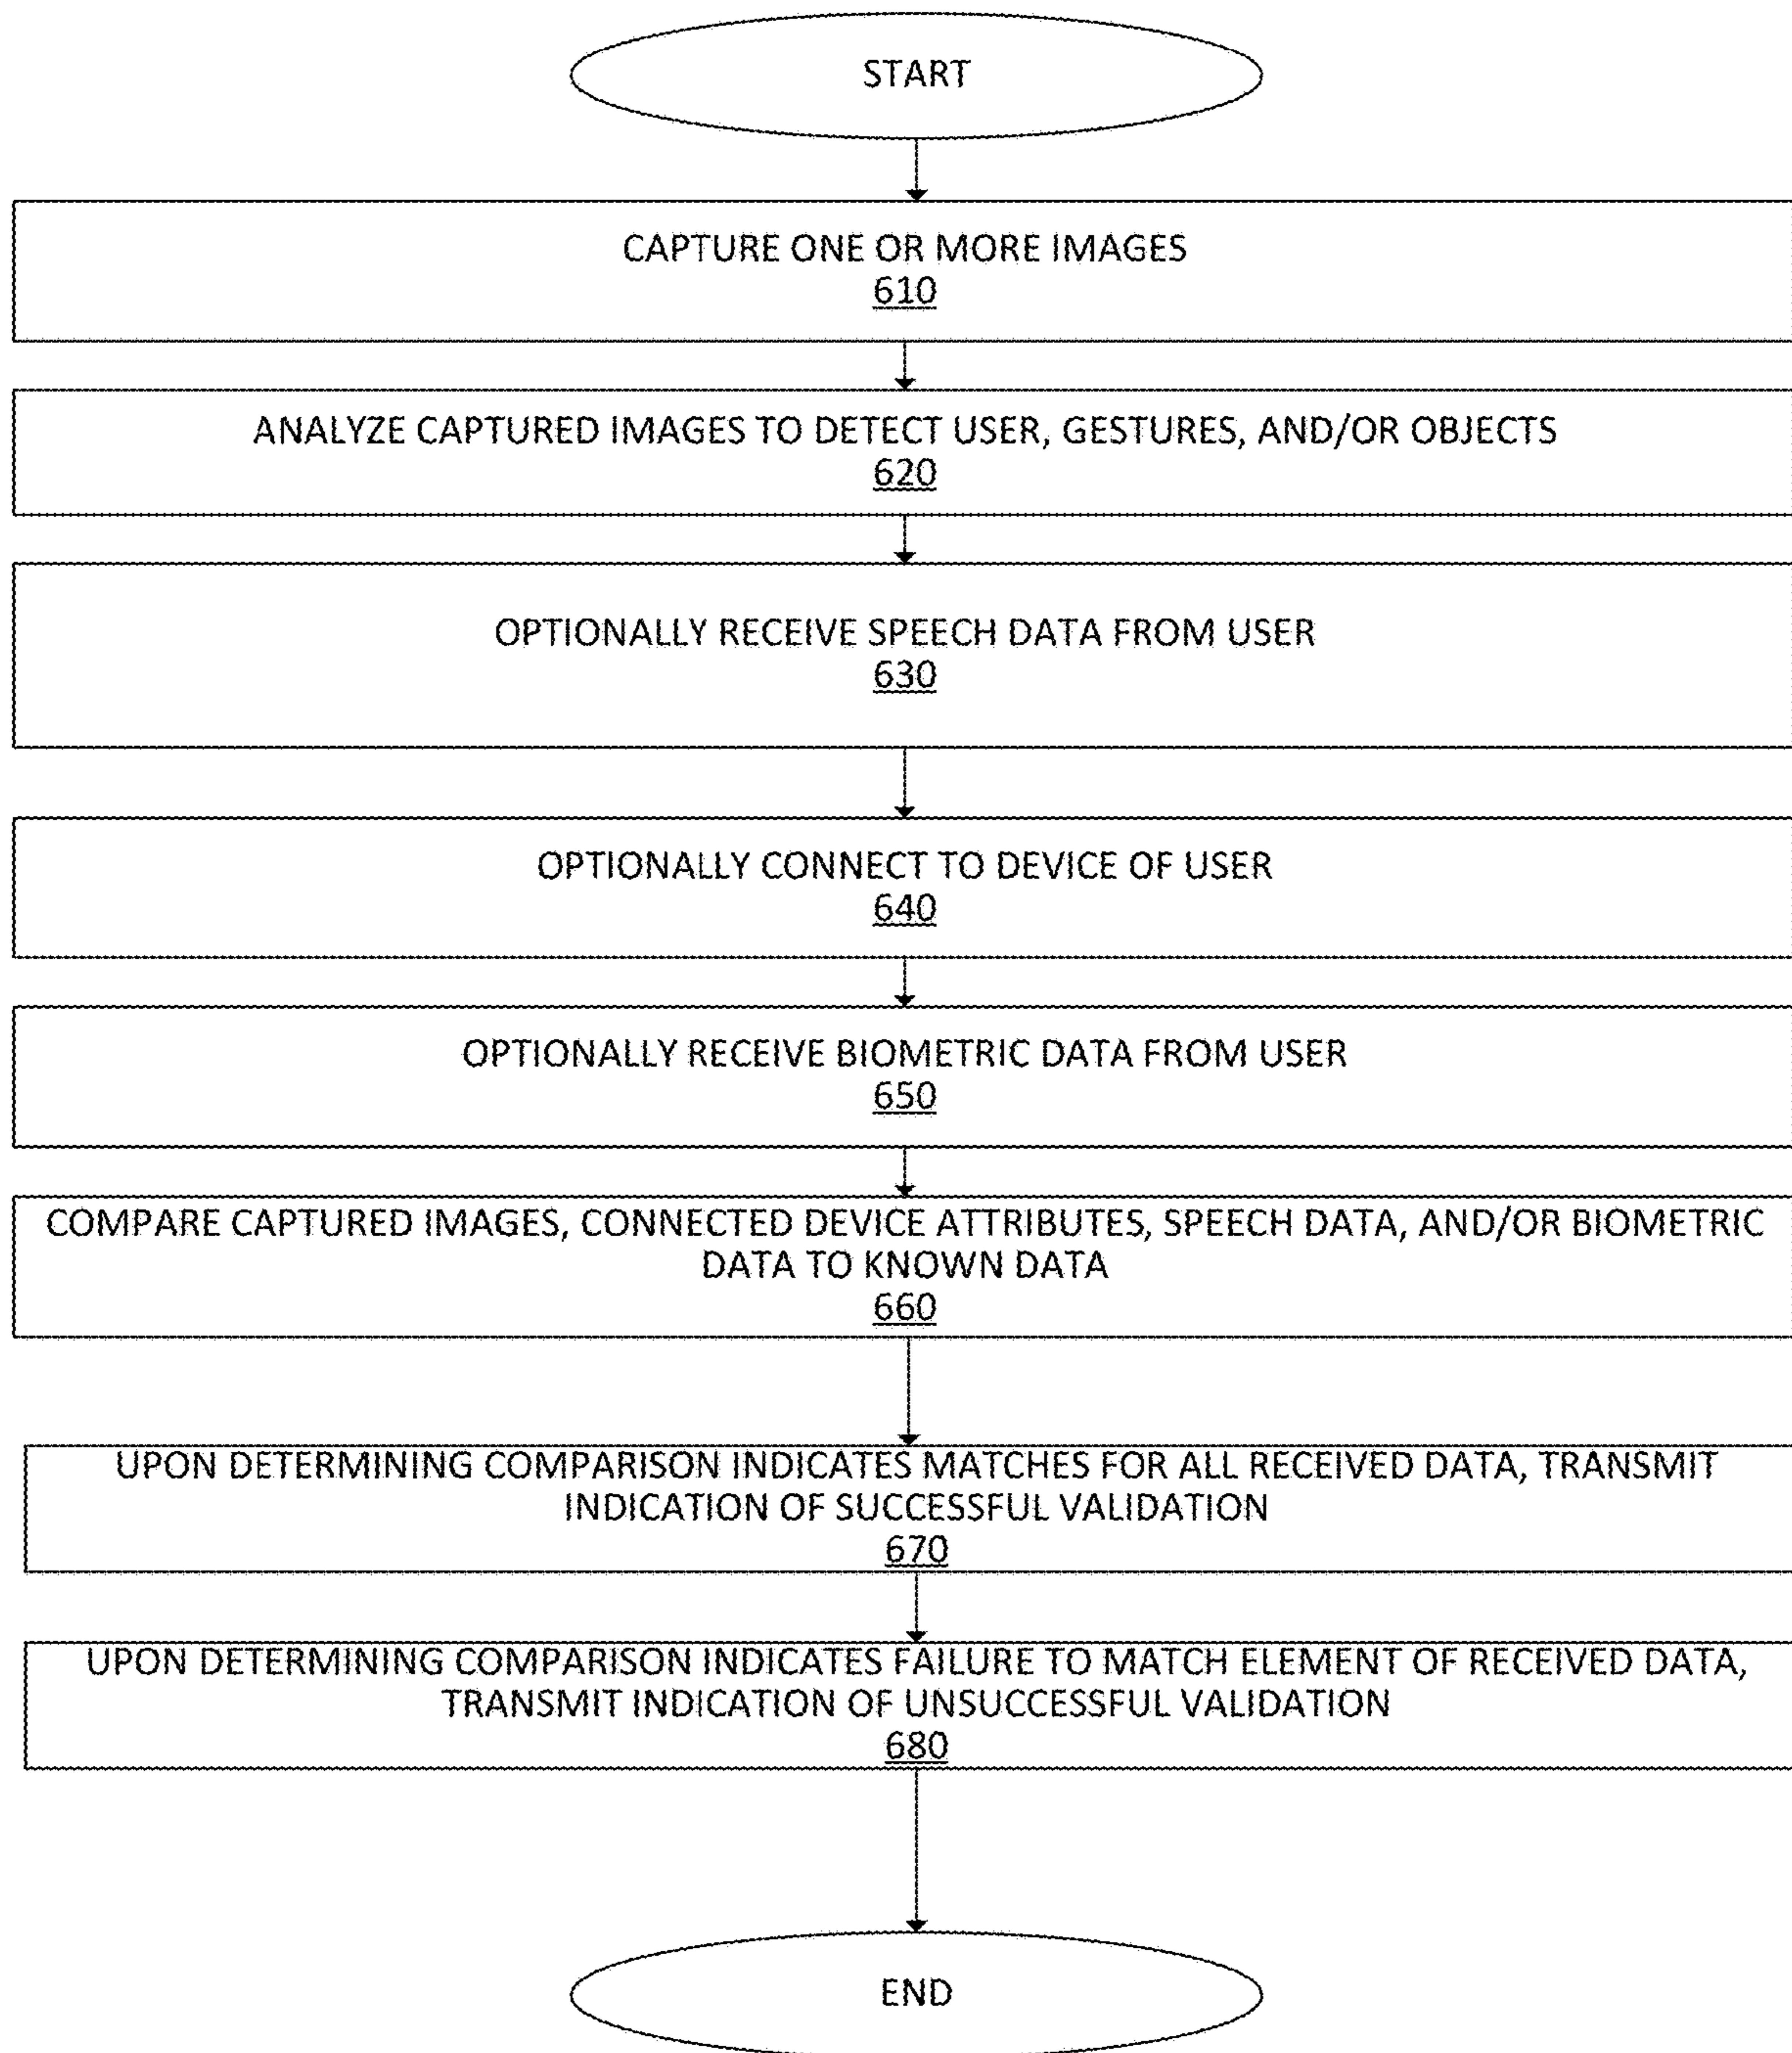 START
CAPTURE ONE OR MORE IMAGES
610
ANALYZE CAPTURED IMAGES TO DETECT USER, GESTURES, AND/OR OBJECTS
620
OPTIONALLY RECEIVE SPEECH DATA FROM USER
630
OPTIONALLY CONNECT TO DEVICE OF USER
640
OPTIONALLY RECEIVE BIOMETRIC DATA FROM USER
650
COMPARE CAPTURED IMAGES, CONNECTED DEVICE ATTRIBUTES, SPEECH DATA, AND/OR BIOMETRIC
DATA TO KNOWN DATA
660
UPON DETERMINING COMPARISON INDICATES MATCHES FOR ALL RECEIVED DATA, TRANSMIT
INDICATION OF SUCCESSFUL VALIDATION
670
UPON DETERMINING COMPARISON INDICATES FAILURE TO MATCH ELEMENT OF RECEIVED DATA,
TRANSMIT INDICATION OF UNSUCCESSFUL VALIDATION
680
END